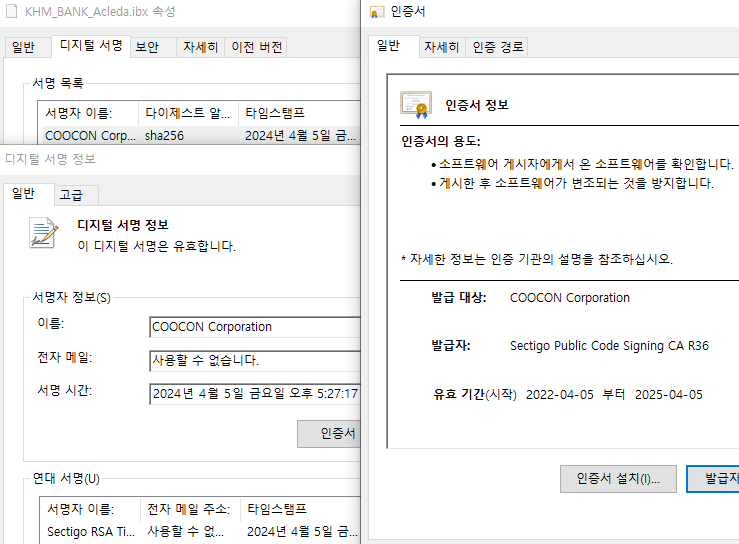 KHM_BANK_Acleda.ibx 속성
일반 디지털 서명 보안 자세히 이전 버전
서명 목록
서명자 이름: 다이제스트 알... 타임스탬프
COOCON Corp... sha256 2024년 4월 5일 금...
디지털 서명 정보
일반 고급
디지털 서명 정보
이 디지털 서명은 유효합니다.
서명자 정보(S)
이름: COOCON Corporation
전자 메일: 사용할 수 없습니다.
서명 시간: 2024년 4월 5일 금요일 오후 5:27:17
인증서
연대 서명(U)
서명자 이름: 전자 메일 주소: 타임스탬프
Sectigo RSA Ti... 사용할 수 없... 2024년 4월 5일 금...
인증서
일반 자세히 인증 경로
인증서 정보
인증서의 용도:
• 소프트웨어 게시자에게서 온 소프트웨어를 확인합니다.
• 게시한 후 소프트웨어가 변조되는 것을 방지합니다.
* 자세한 정보는 인증 기관의 설명을 참조하십시오.
발급 대상: COOCON Corporation
발급자: Sectigo Public Code Signing CA R36
유효 기간(시작) 2022-04-05 부터 2025-04-05
인증서 설치(I)... 발급자